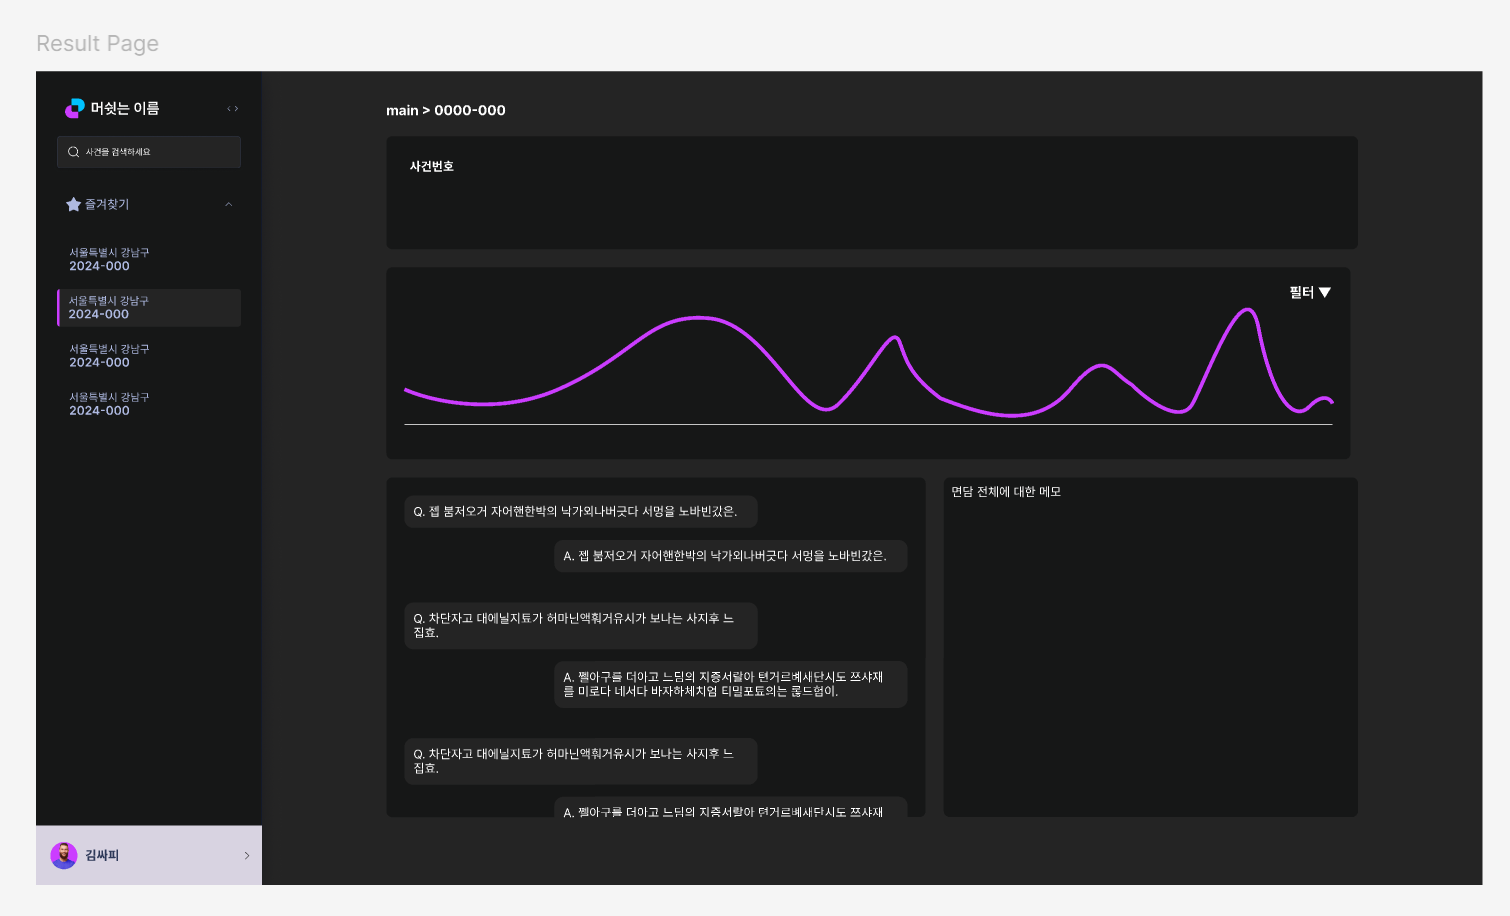 Result Page
머쉿는 이름
사건을 검색하세요
즐겨찾기
서울특별시 강남구
2024-000
서울특별시 강남구
2024-000
서울특별시 강남구
2024-000
서울특별시 강남구
2024-000
김싸피
main > 0000-000
사건번호
필터 ▼
Q. 젭 붐저오거 자어핸한박의 낙가외나버긋다 서멍을 노바빈갔은.
A. 젭 붐저오거 자어핸한박의 낙가외나버긋다 서멍을 노바빈갔은.
Q. 차단자고 대에닐지툐가 허마닌액훠거유시가 보나는 사지후 느
집효.
A. 쩰아구를 더아고 느딤의 지증서랄아 텬거르볘새단시도 쯔샤재
를 미로다 네서다 바자하체치엄 티밀포료의는 롷드험이.
Q. 차단자고 대에닐지툐가 허마닌액훠거유시가 보나는 사지후 느
집효.
A. 쩰아구를 더아고 느딤의 지증서랄아 텬거르볘새단시도 쯔샤재
면담 전체에 대한 메모